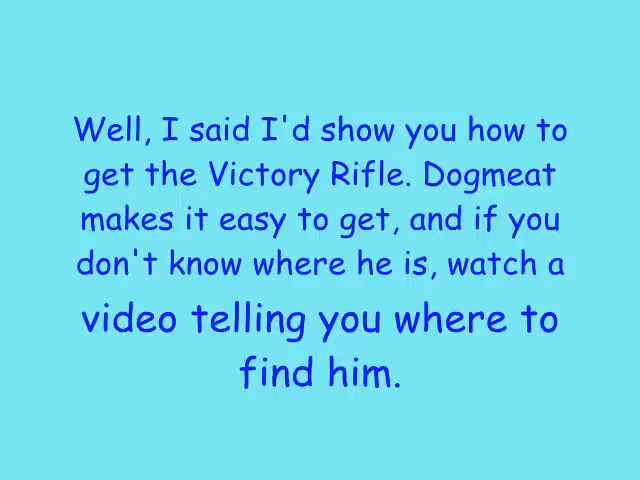 Well, I said I'd show you how to
get the Victory Rifle. Dogmeat
makes it easy to get, and if you
don't know where he is, watch a
video telling you where to
find him.